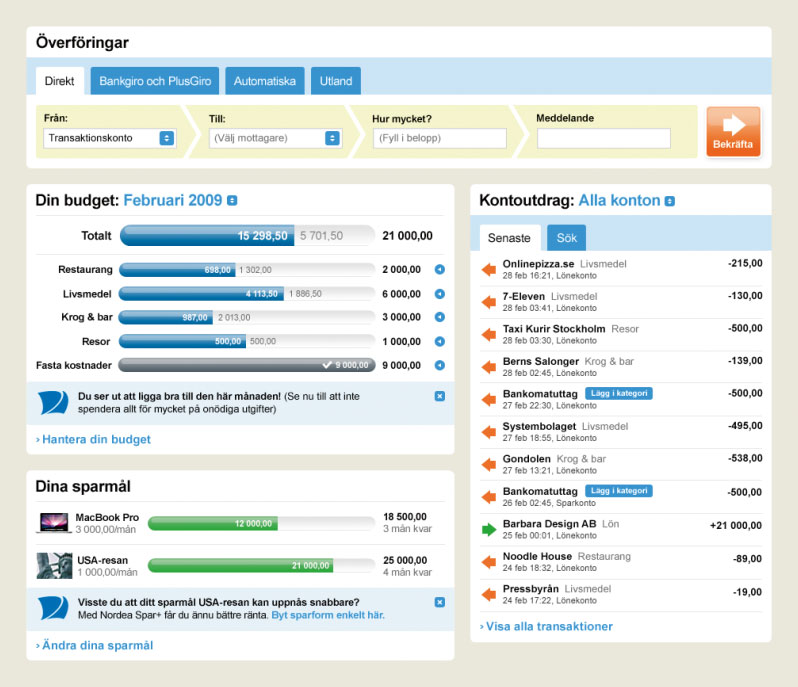 Överföringar
Direkt
Bankgiro och PlusGiro
Automatiska
Utland
Från:
Transaktionskonto
Till:
(Välj mottagare)
Hur mycket?
(Fyll i belopp)
Meddelande
Bekräfta
Din budget: Februari 2009
Totalt 15 298,50 5 701,50 21 000,00
Restaurang 698,00 1 302,00 2 000,00
Livsmedel 4 113,50 1 886,50 6 000,00
Krog & bar 987,00 2 013,00 3 000,00
Resor 500,00 500,00 1 000,00
Fasta kostnader 9 000,00 9 000,00
Du ser ut att ligga bra till den här månaden! (Se nu till att inte
spendera allt för mycket på onödiga utgifter)
› Hantera din budget
Dina sparmål
MacBook Pro 12 000,00 18 500,00
3 000,00/mån 3 mån kvar
USA-resan 21 000,00 25 000,00
1 000,00/mån 4 mån kvar
Visste du att ditt sparmål USA-resan kan uppnås snabbare?
Med Nordea Spar+ får du ännu bättre ränta. Byt sparform enkelt här.
› Ändra dina sparmål
Kontoutdrag: Alla konton
Senaste
Sök
Onlinepizza.se Livsmedel -215,00
28 feb 16:21, Lönekonto
7-Eleven Livsmedel -130,00
28 feb 03:41, Lönekonto
Taxi Kurir Stockholm Resor -500,00
28 feb 03:30, Lönekonto
Berns Salonger Krog & bar -139,00
28 feb 02:45, Lönekonto
Bankomatuttag Lägg i kategori -500,00
27 feb 22:30, Lönekonto
Systembolaget Livsmedel -495,00
27 feb 18:55, Lönekonto
Gondolen Krog & bar -538,00
27 feb 13:21, Lönekonto
Bankomatuttag Lägg i kategori -500,00
26 feb 02:45, Sparkonto
Barbara Design AB Lön +21 000,00
25 feb 00:01, Lönekonto
Noodle House Restaurang -89,00
24 feb 18:32, Lönekonto
Pressbyrån Livsmedel -19,00
24 feb 17:22, Lönekonto
› Visa alla transaktioner